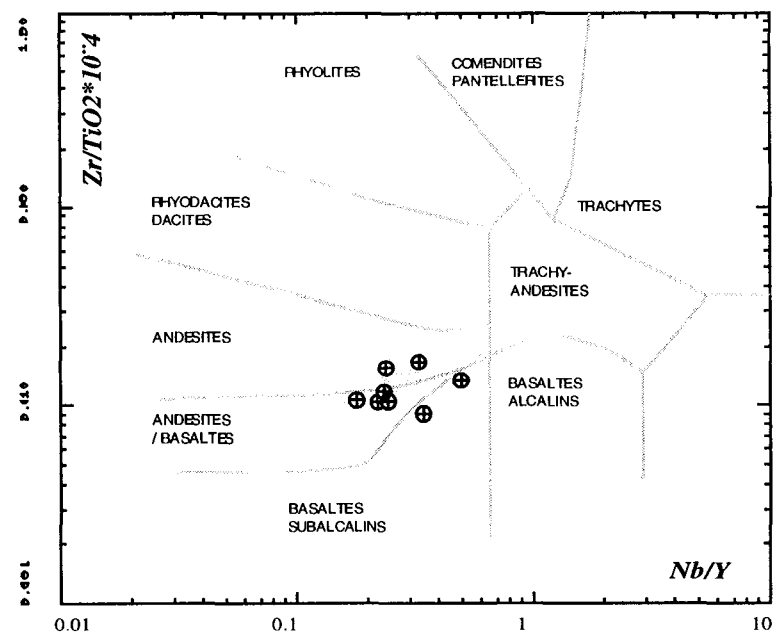 Zr/TiO2*10¨4
RHYOLITES
COMENDITES
PANTELLERITES
RHYODACITES
DACITES
TRACHYTES
TRACHY-
ANDESITES
ANDESITES
ANDESITES
/ BASALTES
BASALTES
ALCALINS
BASALTES
SUBALCALINS
Nb/Y
0.01
0.1
1
10